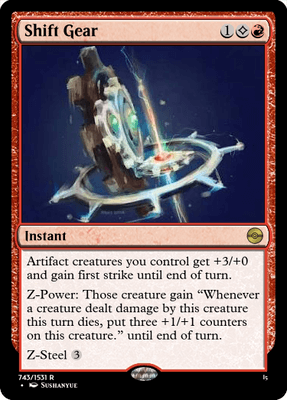 Shift Gear 1 R
Instant
Artifact creatures you control get +3/+0
and gain first strike until end of turn.
Z-Power: Those creature gain “Whenever
a creature dealt damage by this creature
this turn dies, put three +1/+1 counters
on this creature.” until end of turn.
Z-Steel 3
743/1531 R
ls
• SUSHANYUE